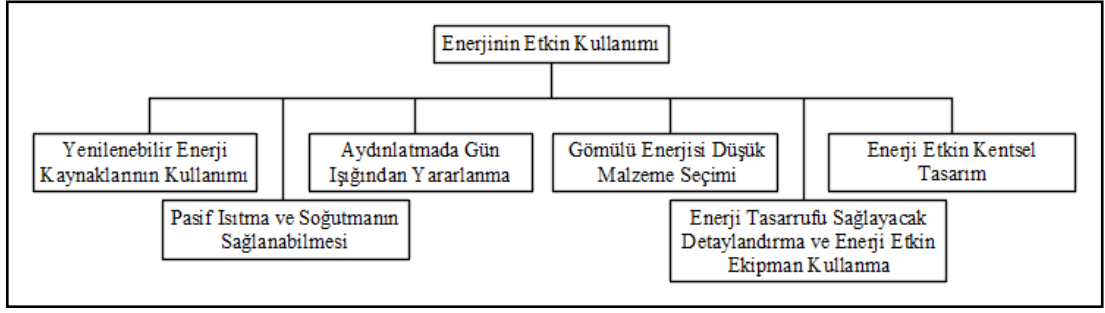 Enerjinin Etkin Kullanımı
Yenilenebilir Enerji
Kaynaklarının Kullanımı
Pasif Isıtma ve Soğutmanın
Sağlanabilmesi
Aydınlatmada Gün
Işığından Yararlanma
Gömülü Enerjisi Düşük
Malzeme Seçimi
Enerji Tasarrufu Sağlayacak
Detaylandırma ve Enerji Etkin
Ekipman Kullanma
Enerji Etkin Kentsel
Tasarım